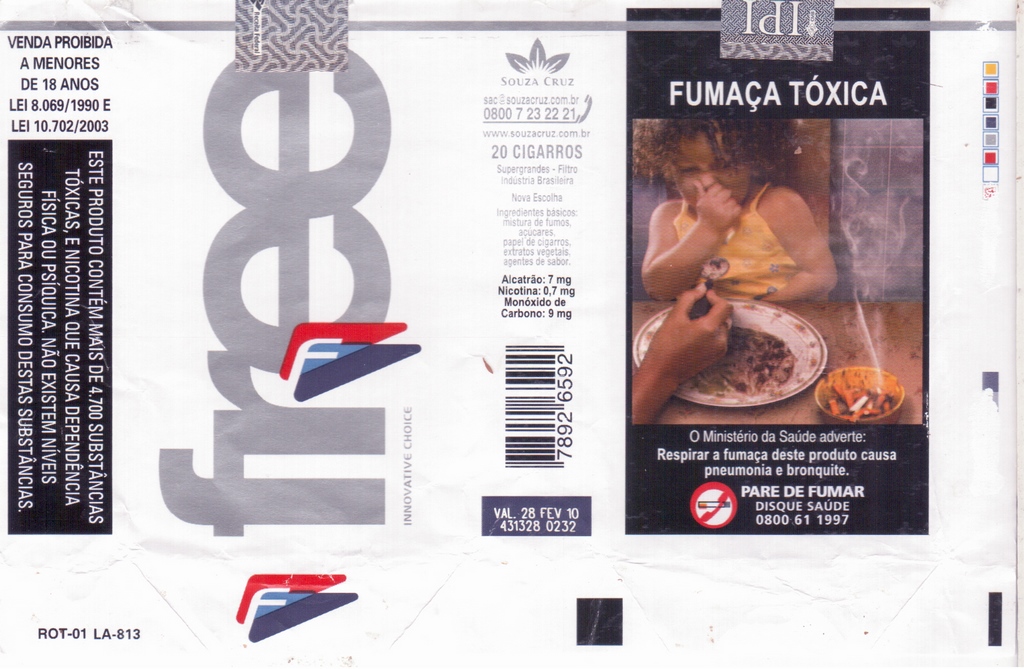 VENDA PROIBIDA
A MENORES
DE 18 ANOS
LEI 8.069/1990 E
LEI 10.702/2003
ESTE PRODUTO CONTÉM MAIS DE 4.700 SUBSTÂNCIAS
TÓXICAS, E NICOTINA QUE CAUSA DEPENDÊNCIA
FÍSICA OU PSÍQUICA. NÃO EXISTEM NÍVEIS
SEGUROS PARA CONSUMO DESTAS SUBSTÂNCIAS.
free
INNOVATIVE CHOICE
SOUZA CRUZ
sac@souzacruz.com.br
0800 7 23 22 21
www.souzacruz.com.br
20 CIGARROS
Supergrandes - Filtro
Indústria Brasileira
Nova Escolha
Ingredientes básicos:
mistura de fumos,
açúcares,
papel de cigarros,
extratos vegetais,
agentes de sabor.
Alcatrão: 7 mg
Nicotina: 0,7 mg
Monóxido de
Carbono: 9 mg
7892 6592
VAL. 28 FEV 10
431328 0232
IPI
FUMAÇA TÓXICA
O Ministério da Saúde adverte:
Respirar a fumaça deste produto causa
pneumonia e bronquite.
PARE DE FUMAR
DISQUE SAÚDE
0800 61 1997
ROT-01 LA-813